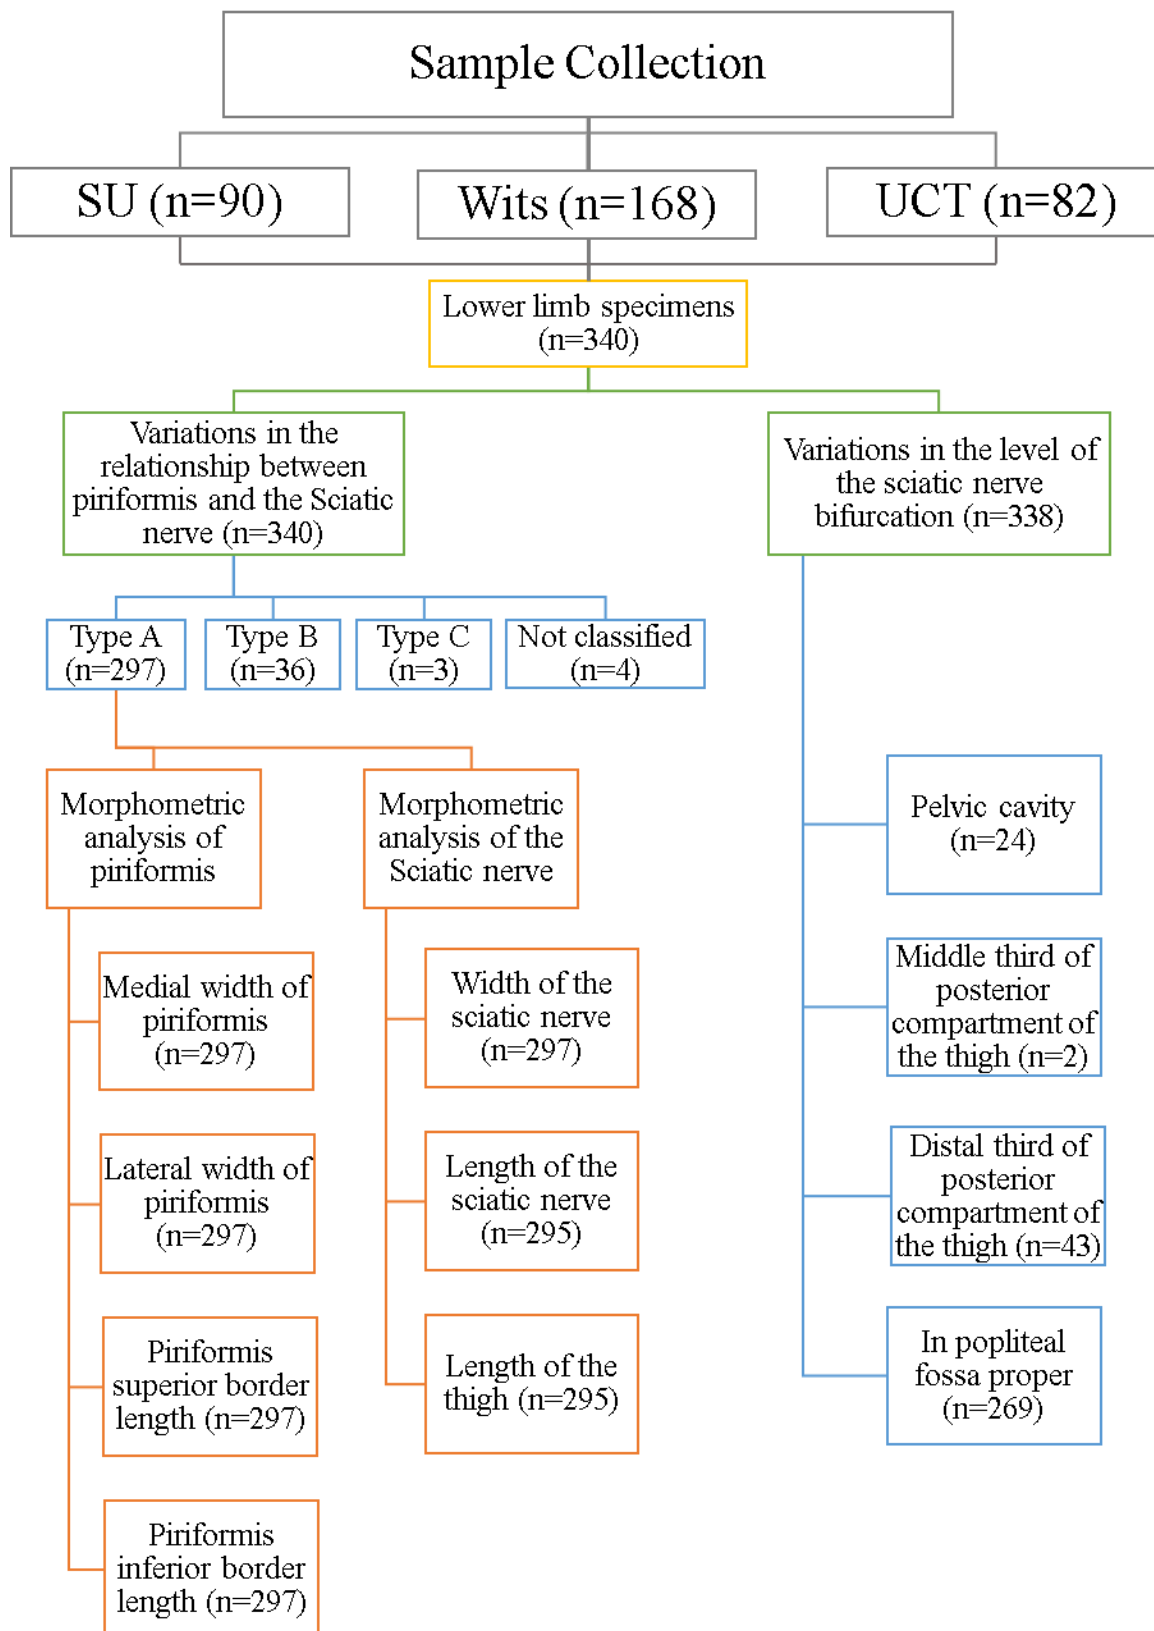 Sample Collection
SU (n=90)
Wits (n=168)
UCT (n=82)
Lower limb specimens
(n=340)
Variations in the
relationship between
piriformis and the Sciatic
nerve (n=340)
Variations in the level of
the sciatic nerve
bifurcation (n=338)
Type A
(n=297)
Type B
(n=36)
Type C
(n=3)
Not classified
(n=4)
Morphometric
analysis of
piriformis
Morphometric
analysis of the
Sciatic nerve
Medial width of
piriformis
(n=297)
Lateral width of
piriformis
(n=297)
Piriformis
superior border
length (n=297)
Piriformis
inferior border
length (n=297)
Width of the
sciatic nerve
(n=297)
Length of the
sciatic nerve
(n=295)
Length of the
thigh (n=295)
Pelvic cavity
(n=24)
Middle third of
posterior
compartment of
the thigh (n=2)
Distal third of
posterior
compartment of
the thigh (n=43)
In popliteal
fossa proper
(n=269)